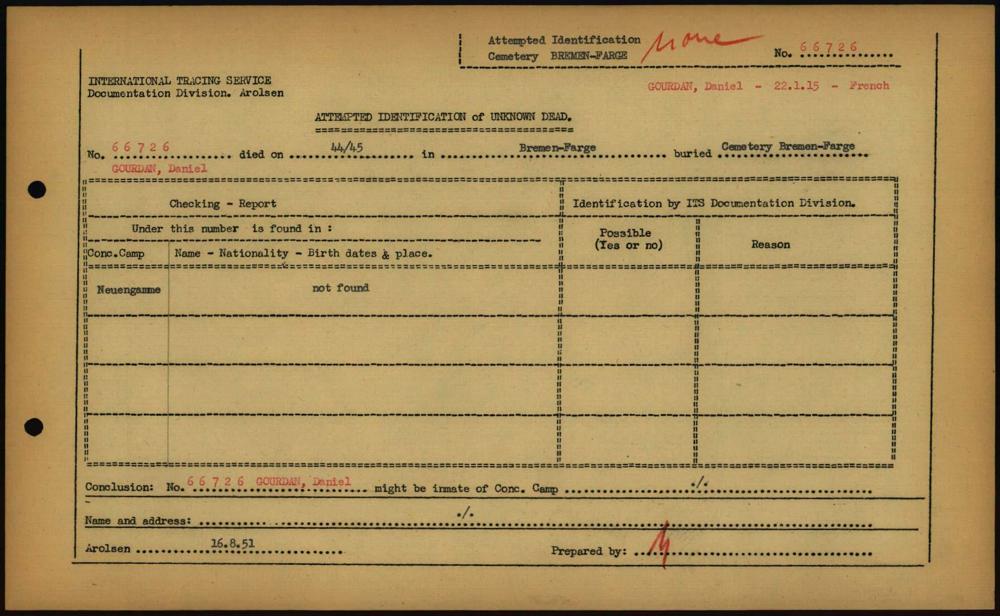 Attempted Identification none
Cemetery BREMEN-FARGE No. 66726
INTERNATIONAL TRACING SERVICE
Documentation Division. Arolsen
GOURDAN, Daniel - 22.1.15 - French
ATTEMPTED IDENTIFICATION of UNKNOWN DEAD.
No. 66726 died on 44/45 in Bremen-Farge buried Cemetery Bremen-Farge
GOURDAN, Daniel
Checking - Report
Identification by ITS Documentation Division.
Under this number is found in :
Possible
(Yes or no)
Reason
Conc.Camp
Name - Nationality - Birth dates & place.
Neuengamme
not found
Conclusion: No. 66726 GOURDAN, Daniel might be inmate of Conc. Camp ./.
Name and address: ./.
Arolsen 16.8.51
Prepared by: